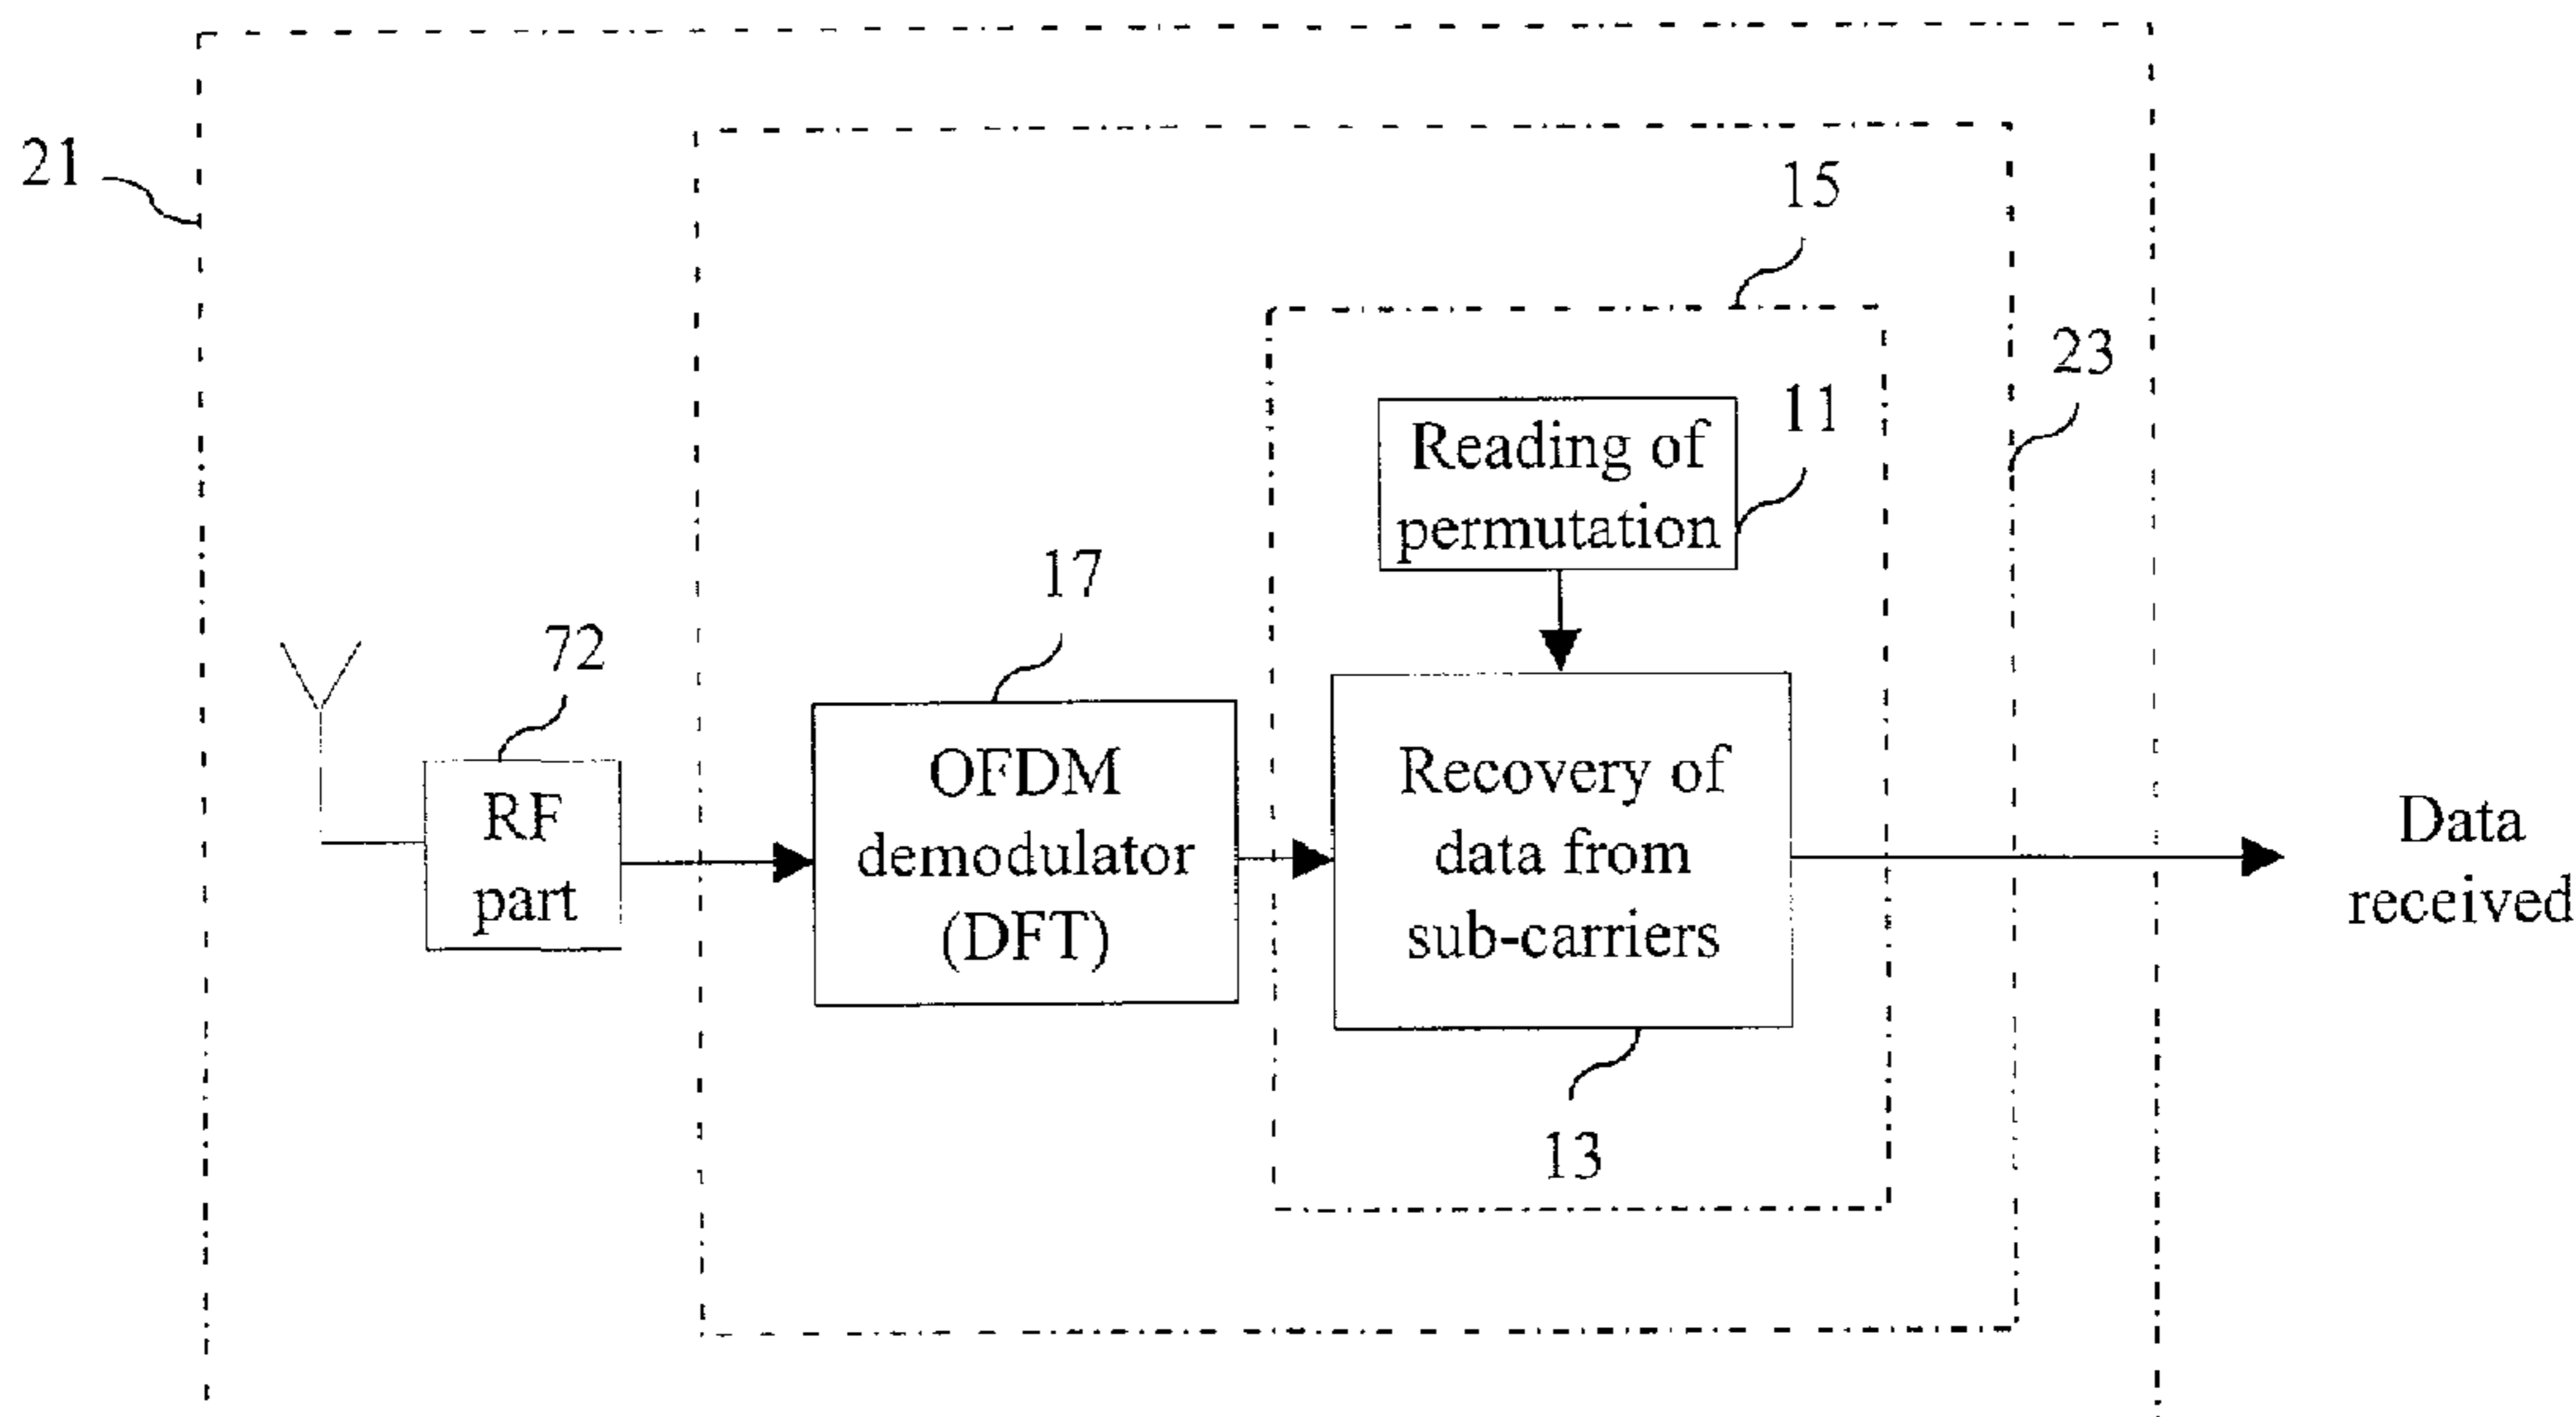 21
15
23
11
Reading of
permutation
17
72
RF
part
OFDM
demodulator
(DFT)
Recovery of
data from
sub-carriers
Data
received
13